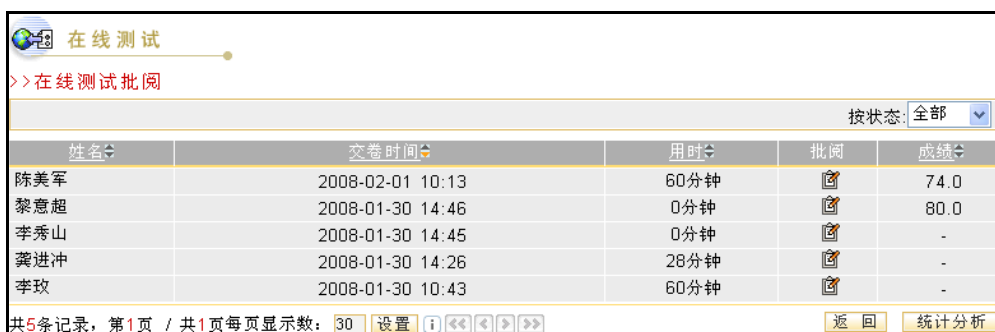 在线测试
>>在线测试批阅
按状态: 全部
姓名 交卷时间 用时 批阅 成绩
陈美军 2008-02-01 10:13 60分钟 74.0
黎意超 2008-01-30 14:46 0分钟 80.0
李秀山 2008-01-30 14:45 0分钟 -
龚进冲 2008-01-30 14:26 28分钟 -
李玫 2008-01-30 10:43 60分钟 -
共5条记录，第1页 / 共1页每页显示数： 30 设置 i << < > >> 返 回 统计分析